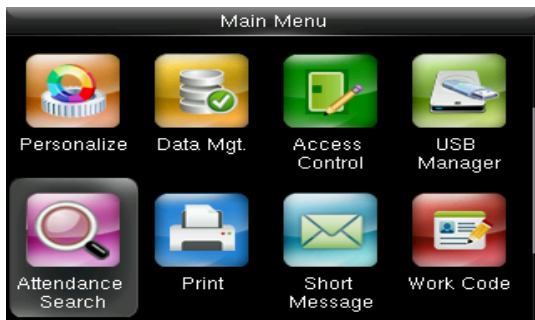 Main Menu
Personalize
Data Mgt.
Access
Control
USB
Manager
Attendance
Search
Print
Short
Message
Work Code